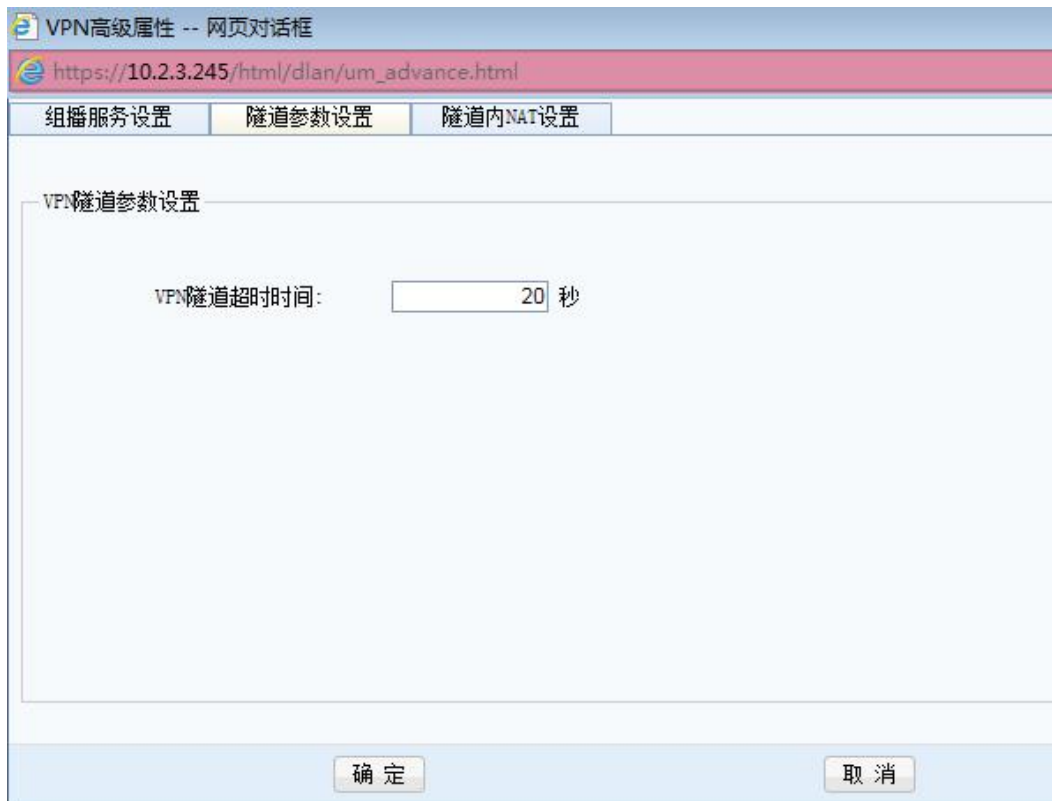 VPN高级属性 -- 网页对话框
https://10.2.3.245/html/dlan/um_advance.html
组播服务设置 隧道参数设置 隧道内NAT设置
VPN隧道参数设置
VPN隧道超时时间: 20 秒
确 定 取 消